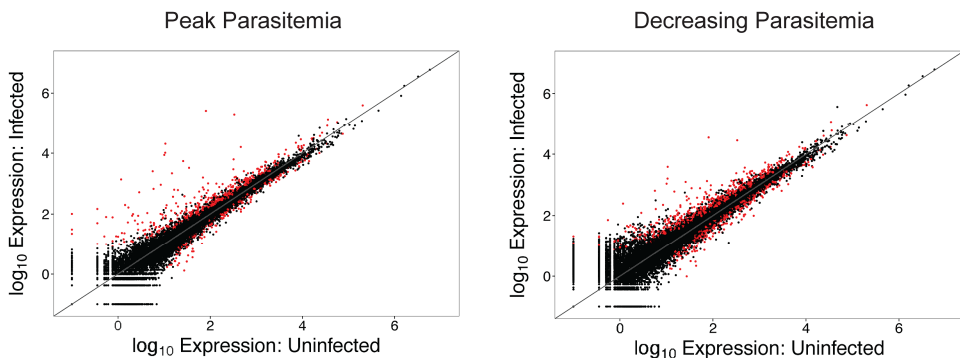 Peak Parasitemia
log10 Expression: Infected
6
4
2
0
0 2 4 6
log10 Expression: Uninfected
Decreasing Parasitemia
log10 Expression: Infected
6
4
2
0
0 2 4 6
log10 Expression: Uninfected